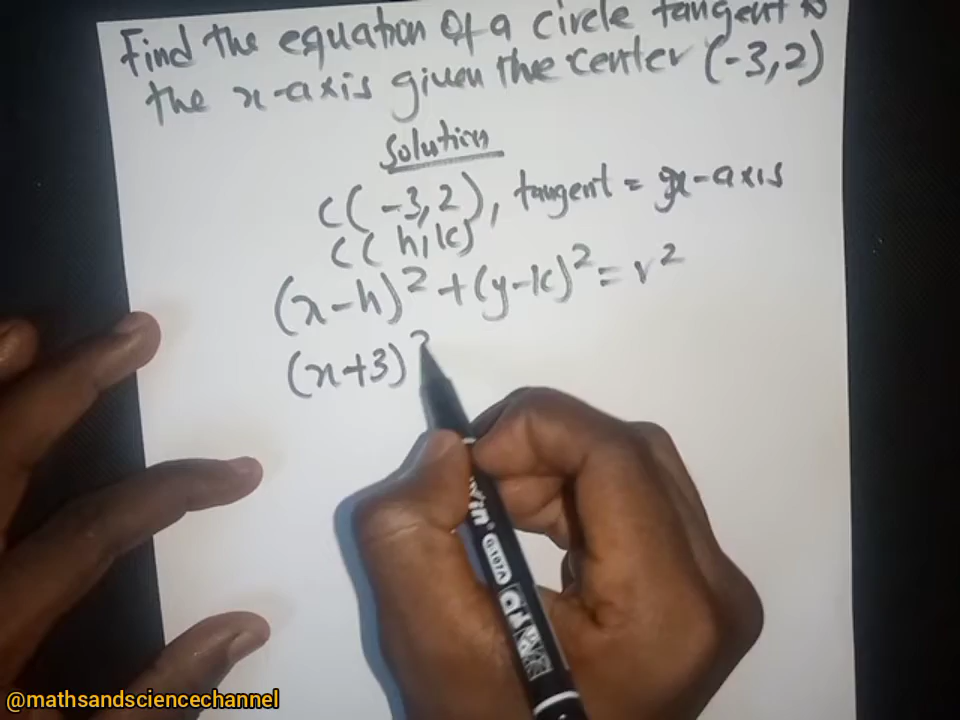 Find the equation of a circle tangent to
the x-axis given the center (-3,2)
Solution
C(-3,2), tangent = x-axis
C(h,k)
(x-h)² + (y-k)² = r²
(x+3)²
G-107A
@mathsandsciencechannel